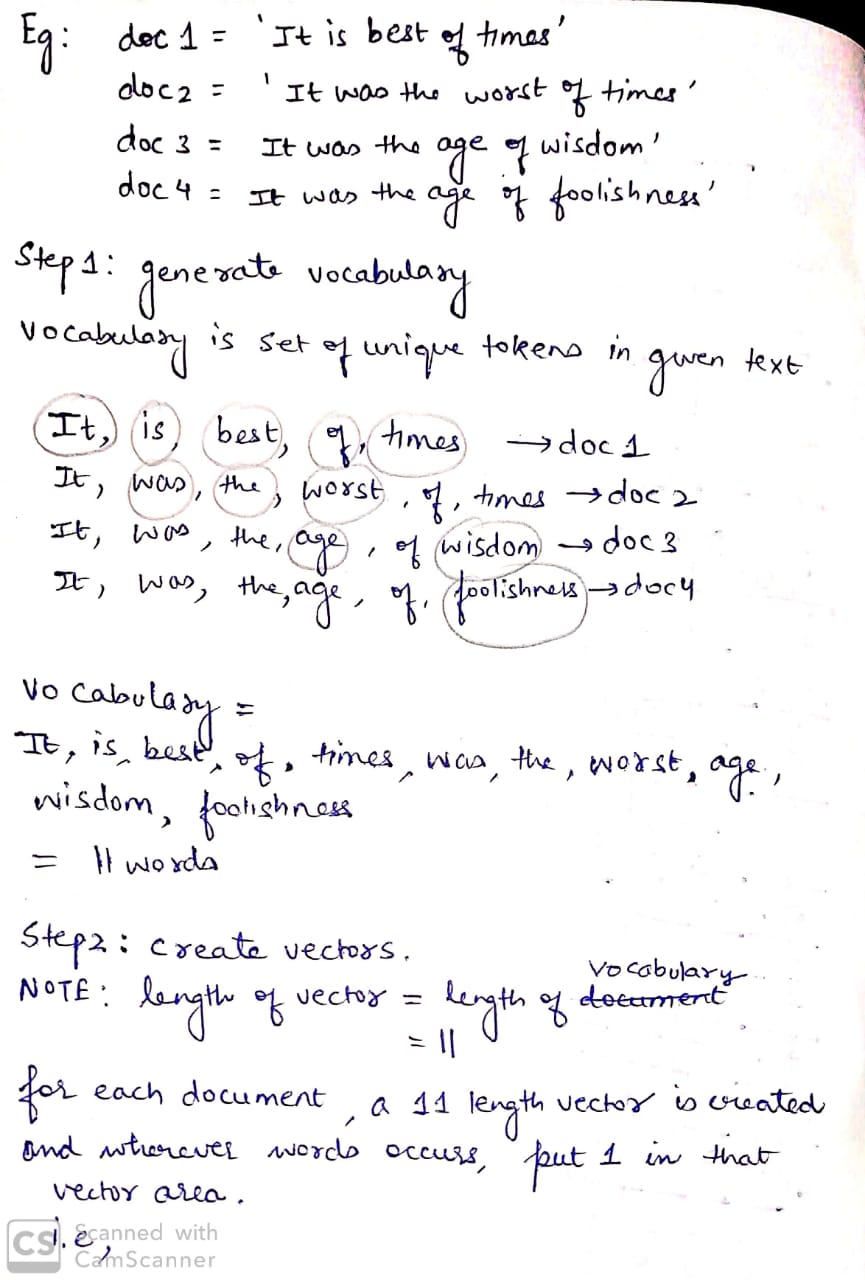 Eg: doc 1 = 'It is best of times'
doc2 = 'It was the worst of times'
doc 3 = It was the age of wisdom'
doc 4 = It was the age of foolishness'
Step 1: generate vocabulary
vocabulary is set of unique tokens in given text
It, is, best, of, times → doc 1
It, was, the, worst, of, times → doc 2
It, was, the, age, of wisdom → doc 3
It, was, the, age, of, foolishness → doc4
Vocabulary =
It, is, best, of, times, was, the, worst, age,
wisdom, foolishness
= 11 words
Step2: create vectors.
vocabulary
NOTE: length of vector = length of document
= 11
for each document, a 11 length vector is created
and wherever words occurs, put 1 in that
vector area.
i.e,
CS Scanned with
CamScanner